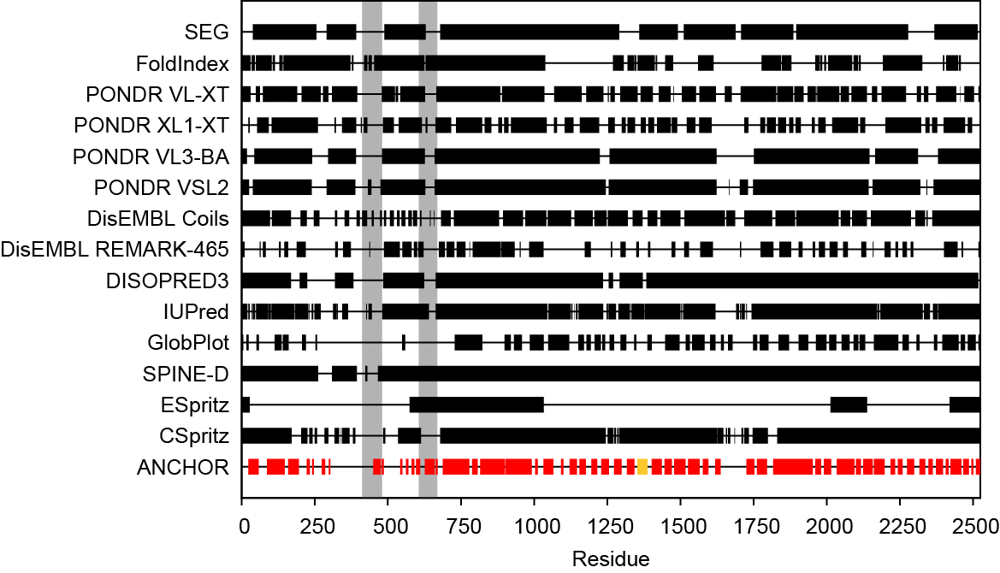 SEG
FoldIndex
PONDR VL-XT
PONDR XL1-XT
PONDR VL3-BA
PONDR VSL2
DisEMBL Coils
DisEMBL REMARK-465
DISOPRED3
IUPred
GlobPlot
SPINE-D
ESpritz
CSpritz
ANCHOR
0 250 500 750 1000 1250 1500 1750 2000 2250 2500
Residue